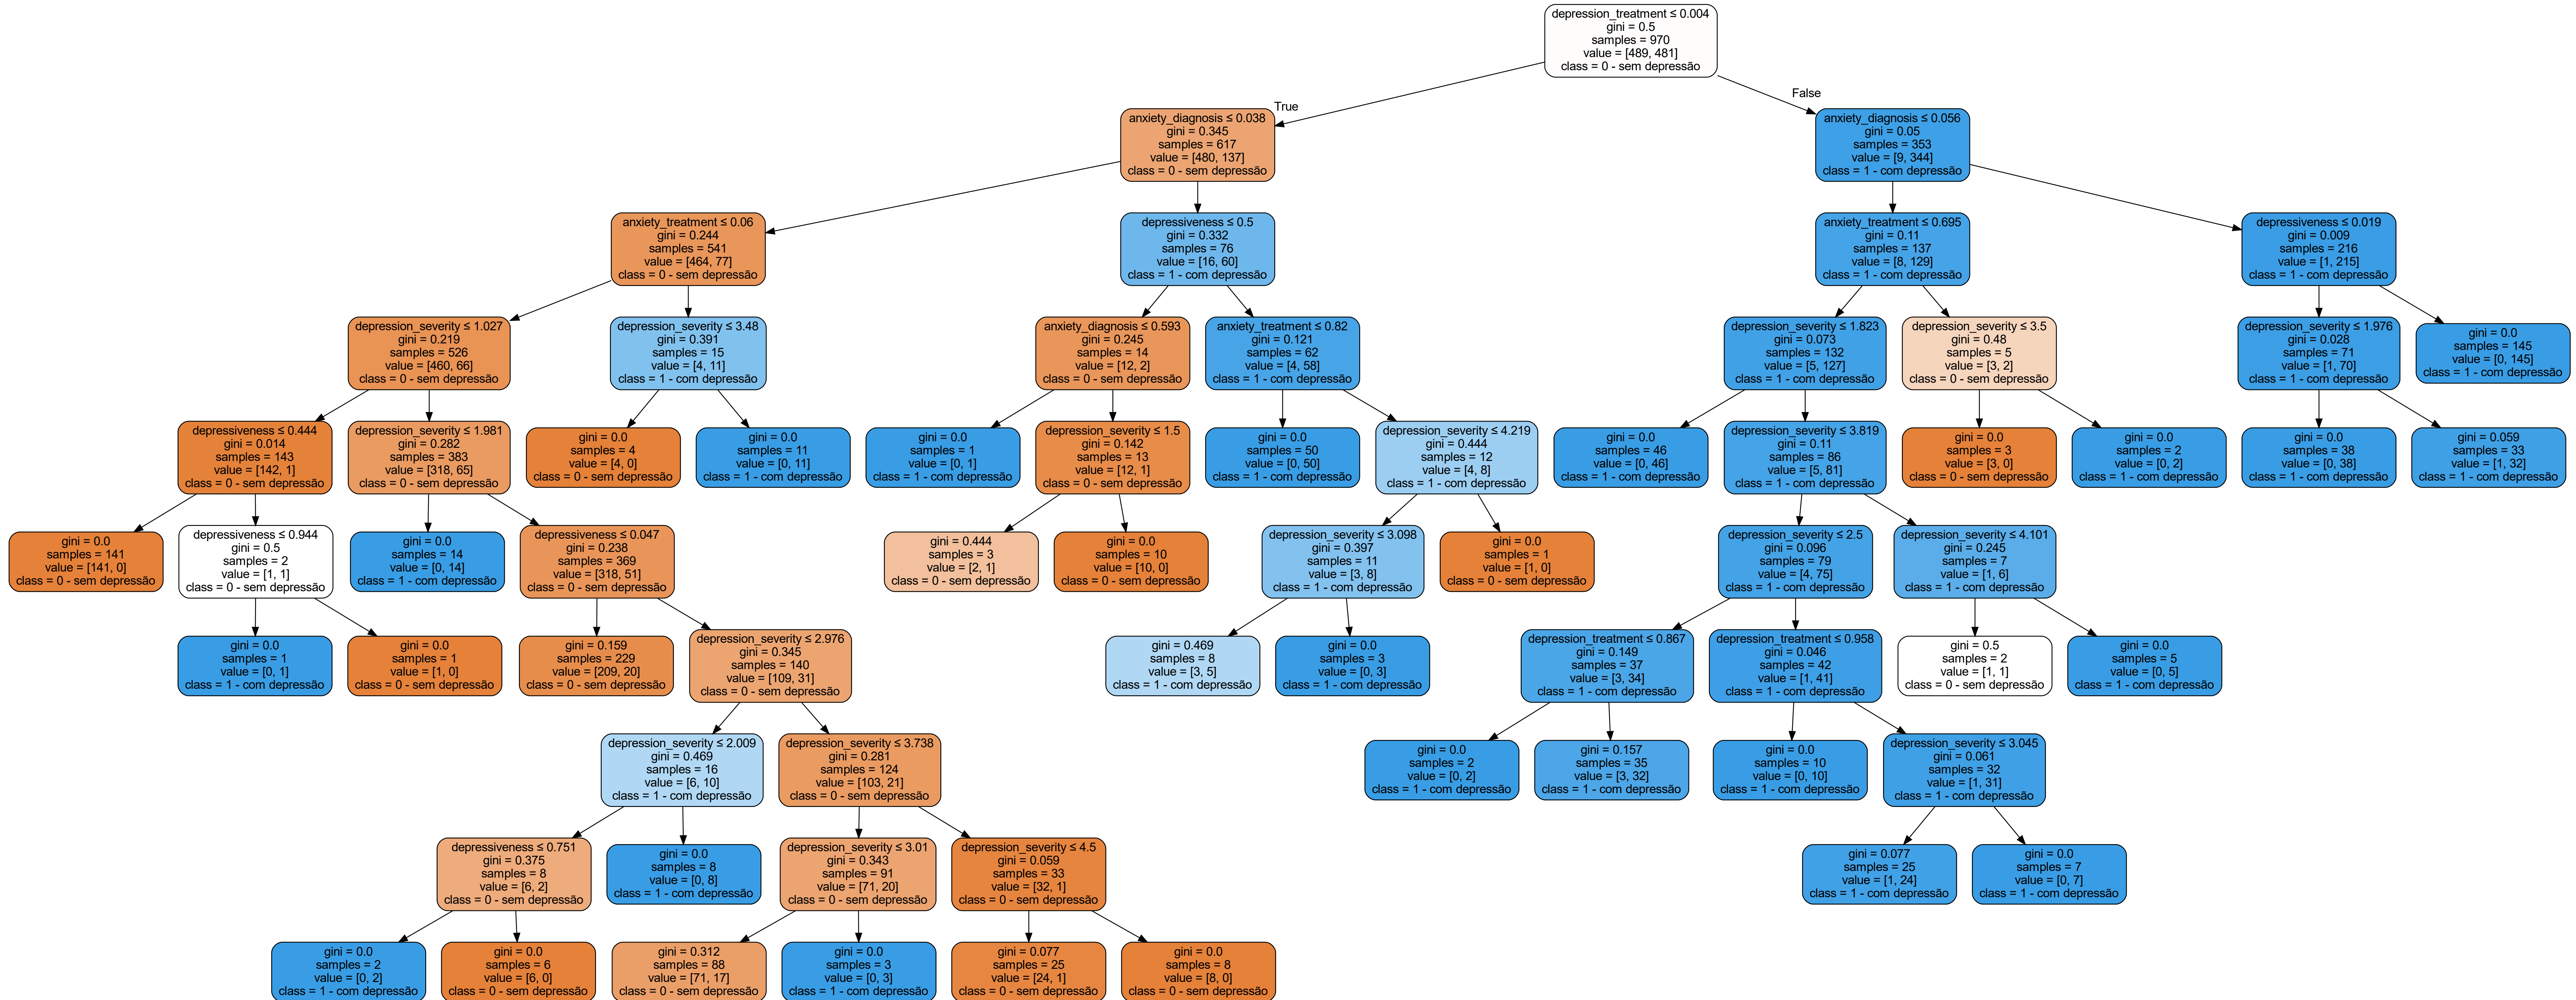 depression_treatment ≤ 0.004
gini = 0.5
samples = 970
value = [489, 481]
class = 0 - sem depressão
True
False
anxiety_diagnosis ≤ 0.038
gini = 0.345
samples = 617
value = [480, 137]
class = 0 - sem depressão
anxiety_diagnosis ≤ 0.056
gini = 0.05
samples = 353
value = [9, 344]
class = 1 - com depressão
anxiety_treatment ≤ 0.06
gini = 0.244
samples = 541
value = [464, 77]
class = 0 - sem depressão
depressiveness ≤ 0.5
gini = 0.332
samples = 76
value = [16, 60]
class = 1 - com depressão
anxiety_treatment ≤ 0.695
gini = 0.11
samples = 137
value = [8, 129]
class = 1 - com depressão
depressiveness ≤ 0.019
gini = 0.009
samples = 216
value = [1, 215]
class = 1 - com depressão
depression_severity ≤ 1.027
gini = 0.219
samples = 526
value = [460, 66]
class = 0 - sem depressão
depression_severity ≤ 3.48
gini = 0.391
samples = 15
value = [4, 11]
class = 1 - com depressão
anxiety_diagnosis ≤ 0.593
gini = 0.245
samples = 14
value = [12, 2]
class = 0 - sem depressão
anxiety_treatment ≤ 0.82
gini = 0.121
samples = 62
value = [4, 58]
class = 1 - com depressão
depression_severity ≤ 1.823
gini = 0.073
samples = 132
value = [5, 127]
class = 1 - com depressão
depression_severity ≤ 3.5
gini = 0.48
samples = 5
value = [3, 2]
class = 0 - sem depressão
depression_severity ≤ 1.976
gini = 0.028
samples = 71
value = [1, 70]
class = 1 - com depressão
gini = 0.0
samples = 145
value = [0, 145]
class = 1 - com depressão
depressiveness ≤ 0.444
gini = 0.014
samples = 143
value = [142, 1]
class = 0 - sem depressão
depression_severity ≤ 1.981
gini = 0.282
samples = 383
value = [318, 65]
class = 0 - sem depressão
gini = 0.0
samples = 4
value = [4, 0]
class = 0 - sem depressão
gini = 0.0
samples = 11
value = [0, 11]
class = 1 - com depressão
gini = 0.0
samples = 1
value = [0, 1]
class = 1 - com depressão
depression_severity ≤ 1.5
gini = 0.142
samples = 13
value = [12, 1]
class = 0 - sem depressão
gini = 0.0
samples = 50
value = [0, 50]
class = 1 - com depressão
depression_severity ≤ 4.219
gini = 0.444
samples = 12
value = [4, 8]
class = 1 - com depressão
gini = 0.0
samples = 46
value = [0, 46]
class = 1 - com depressão
depression_severity ≤ 3.819
gini = 0.11
samples = 86
value = [5, 81]
class = 1 - com depressão
gini = 0.0
samples = 3
value = [3, 0]
class = 0 - sem depressão
gini = 0.0
samples = 2
value = [0, 2]
class = 1 - com depressão
gini = 0.0
samples = 38
value = [0, 38]
class = 1 - com depressão
gini = 0.059
samples = 33
value = [1, 32]
class = 1 - com depressão
gini = 0.0
samples = 141
value = [141, 0]
class = 0 - sem depressão
depressiveness ≤ 0.944
gini = 0.5
samples = 2
value = [1, 1]
class = 0 - sem depressão
gini = 0.0
samples = 14
value = [0, 14]
class = 1 - com depressão
depressiveness ≤ 0.047
gini = 0.238
samples = 369
value = [318, 51]
class = 0 - sem depressão
gini = 0.444
samples = 3
value = [2, 1]
class = 0 - sem depressão
gini = 0.0
samples = 10
value = [10, 0]
class = 0 - sem depressão
depression_severity ≤ 3.098
gini = 0.397
samples = 11
value = [3, 8]
class = 1 - com depressão
gini = 0.0
samples = 1
value = [1, 0]
class = 0 - sem depressão
depression_severity ≤ 2.5
gini = 0.096
samples = 79
value = [4, 75]
class = 1 - com depressão
depression_severity ≤ 4.101
gini = 0.245
samples = 7
value = [1, 6]
class = 1 - com depressão
gini = 0.0
samples = 1
value = [0, 1]
class = 1 - com depressão
gini = 0.0
samples = 1
value = [1, 0]
class = 0 - sem depressão
gini = 0.159
samples = 229
value = [209, 20]
class = 0 - sem depressão
depression_severity ≤ 2.976
gini = 0.345
samples = 140
value = [109, 31]
class = 0 - sem depressão
gini = 0.469
samples = 8
value = [3, 5]
class = 1 - com depressão
gini = 0.0
samples = 3
value = [0, 3]
class = 1 - com depressão
depression_treatment ≤ 0.867
gini = 0.149
samples = 37
value = [3, 34]
class = 1 - com depressão
depression_treatment ≤ 0.958
gini = 0.046
samples = 42
value = [1, 41]
class = 1 - com depressão
gini = 0.5
samples = 2
value = [1, 1]
class = 0 - sem depressão
gini = 0.0
samples = 5
value = [0, 5]
class = 1 - com depressão
depression_severity ≤ 2.009
gini = 0.469
samples = 16
value = [6, 10]
class = 1 - com depressão
depression_severity ≤ 3.738
gini = 0.281
samples = 124
value = [103, 21]
class = 0 - sem depressão
gini = 0.0
samples = 2
value = [0, 2]
class = 1 - com depressão
gini = 0.157
samples = 35
value = [3, 32]
class = 1 - com depressão
gini = 0.0
samples = 10
value = [0, 10]
class = 1 - com depressão
depression_severity ≤ 3.045
gini = 0.061
samples = 32
value = [1, 31]
class = 1 - com depressão
depressiveness ≤ 0.751
gini = 0.375
samples = 8
value = [6, 2]
class = 0 - sem depressão
gini = 0.0
samples = 8
value = [0, 8]
class = 1 - com depressão
depression_severity ≤ 3.01
gini = 0.343
samples = 91
value = [71, 20]
class = 0 - sem depressão
depression_severity ≤ 4.5
gini = 0.059
samples = 33
value = [32, 1]
class = 0 - sem depressão
gini = 0.077
samples = 25
value = [1, 24]
class = 1 - com depressão
gini = 0.0
samples = 7
value = [0, 7]
class = 1 - com depressão
gini = 0.0
samples = 2
value = [0, 2]
class = 1 - com depressão
gini = 0.0
samples = 6
value = [6, 0]
class = 0 - sem depressão
gini = 0.312
samples = 88
value = [71, 17]
class = 0 - sem depressão
gini = 0.0
samples = 3
value = [0, 3]
class = 1 - com depressão
gini = 0.077
samples = 25
value = [24, 1]
class = 0 - sem depressão
gini = 0.0
samples = 8
value = [8, 0]
class = 0 - sem depressão